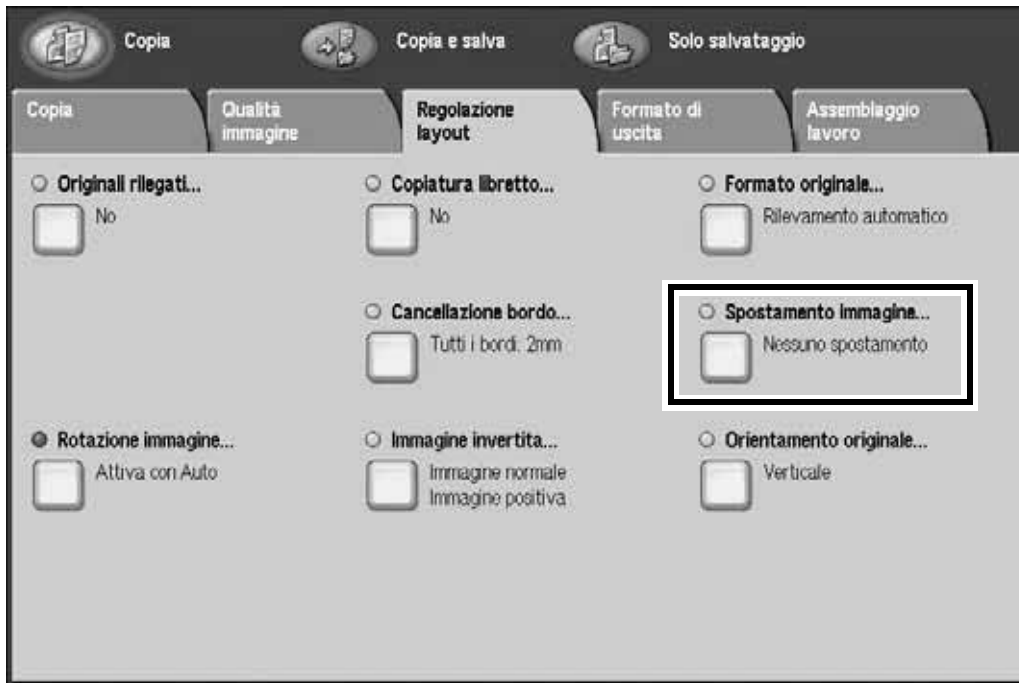 Copia
Copia e salva
Solo salvataggio
Copia
Qualità
immagine
Regolazione
layout
Formato di
uscita
Assemblaggio
lavoro
Originali rilegati...
No
Copiatura libretto...
No
Formato originale...
Rilevamento automatico
Cancellazione bordo...
Tutti i bordi, 2mm
Spostamento immagine...
Nessuno spostamento
Rotazione immagine...
Attiva con Auto
Immagine invertita...
Immagine normale
Immagine positiva
Orientamento originale...
Verticale